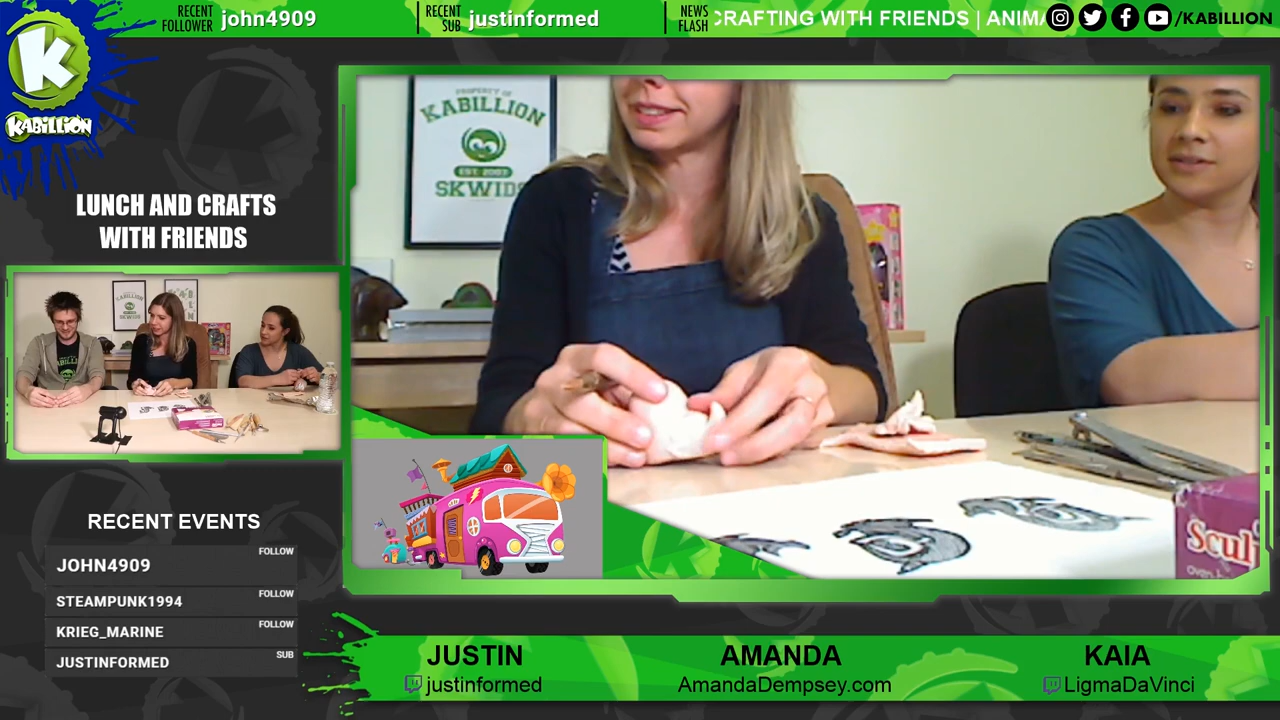 RECENT FOLLOWER john4909
RECENT SUB justinformed
NEWS FLASH CRAFTING WITH FRIENDS | ANIMA
/KABILLION
K
KABILLION
LUNCH AND CRAFTS
WITH FRIENDS
PROPERTY OF
KABILLION
EST. 2007
SKWIDS
RECENT EVENTS
JOHN4909 FOLLOW
STEAMPUNK1994 FOLLOW
KRIEG_MARINE FOLLOW
JUSTINFORMED SUB
Sculp
JUSTIN
justinformed
AMANDA
AmandaDempsey.com
KAIA
LigmaDaVinci